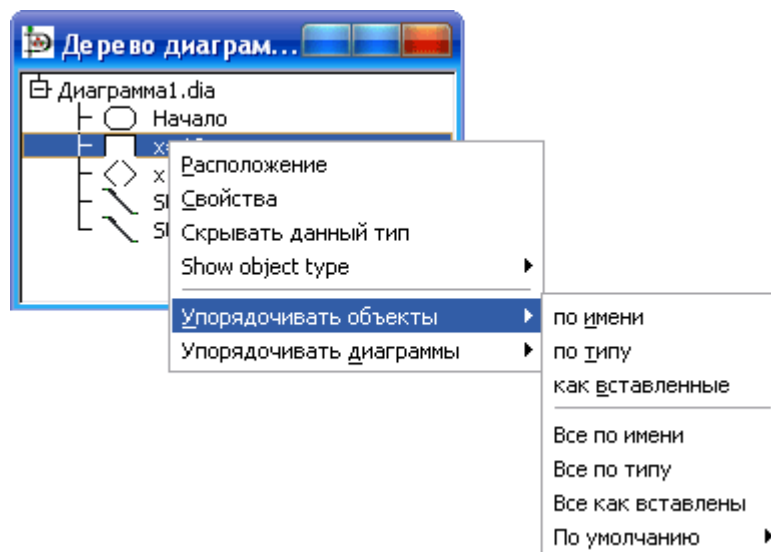 Дерево диаграм...
Диаграмма1.dia
Начало
x
Расположение
Свойства
Скрывать данный тип
Show object type
Упорядочивать объекты
Упорядочивать диаграммы
по имени
по типу
как вставленные
Все по имени
Все по типу
Все как вставлены
По умолчанию